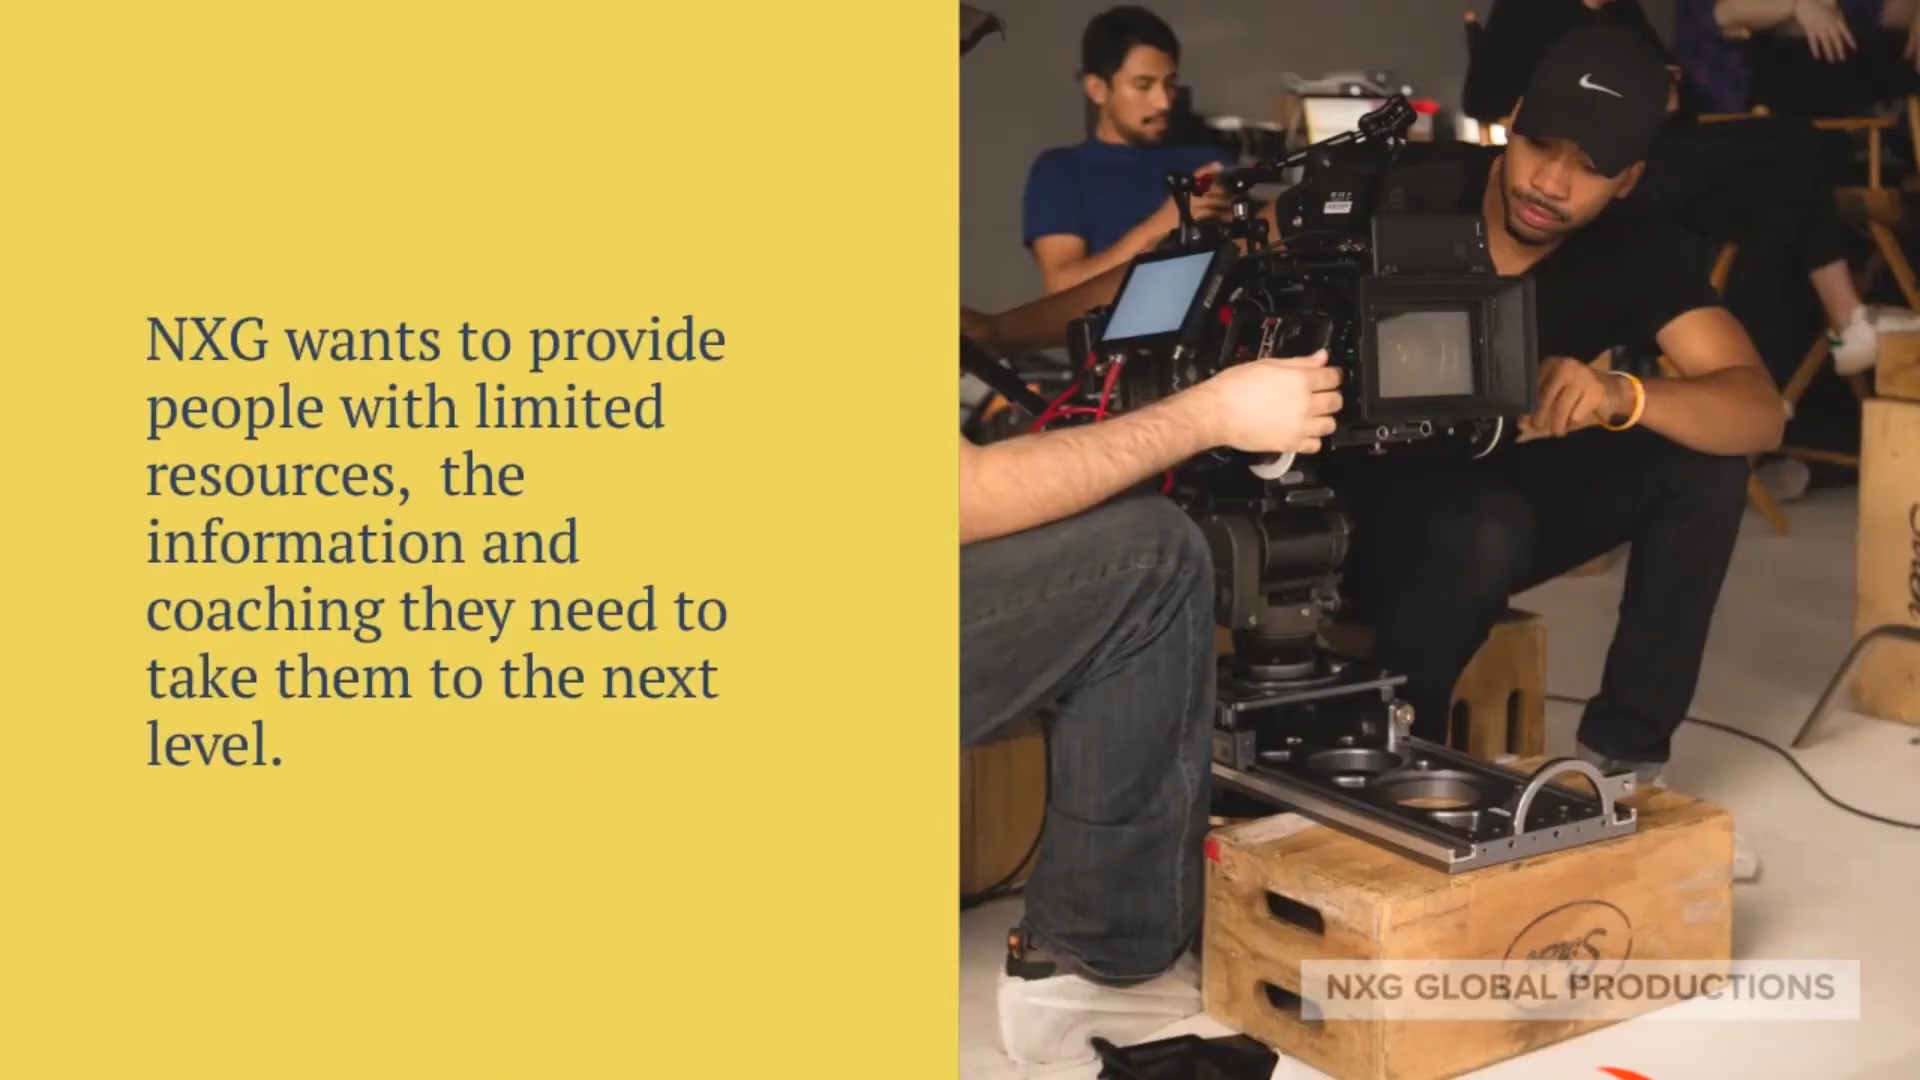 NXG wants to provide
people with limited
resources,  the
information and
coaching they need to
take them to the next
level.
NXG GLOBAL PRODUCTIONS